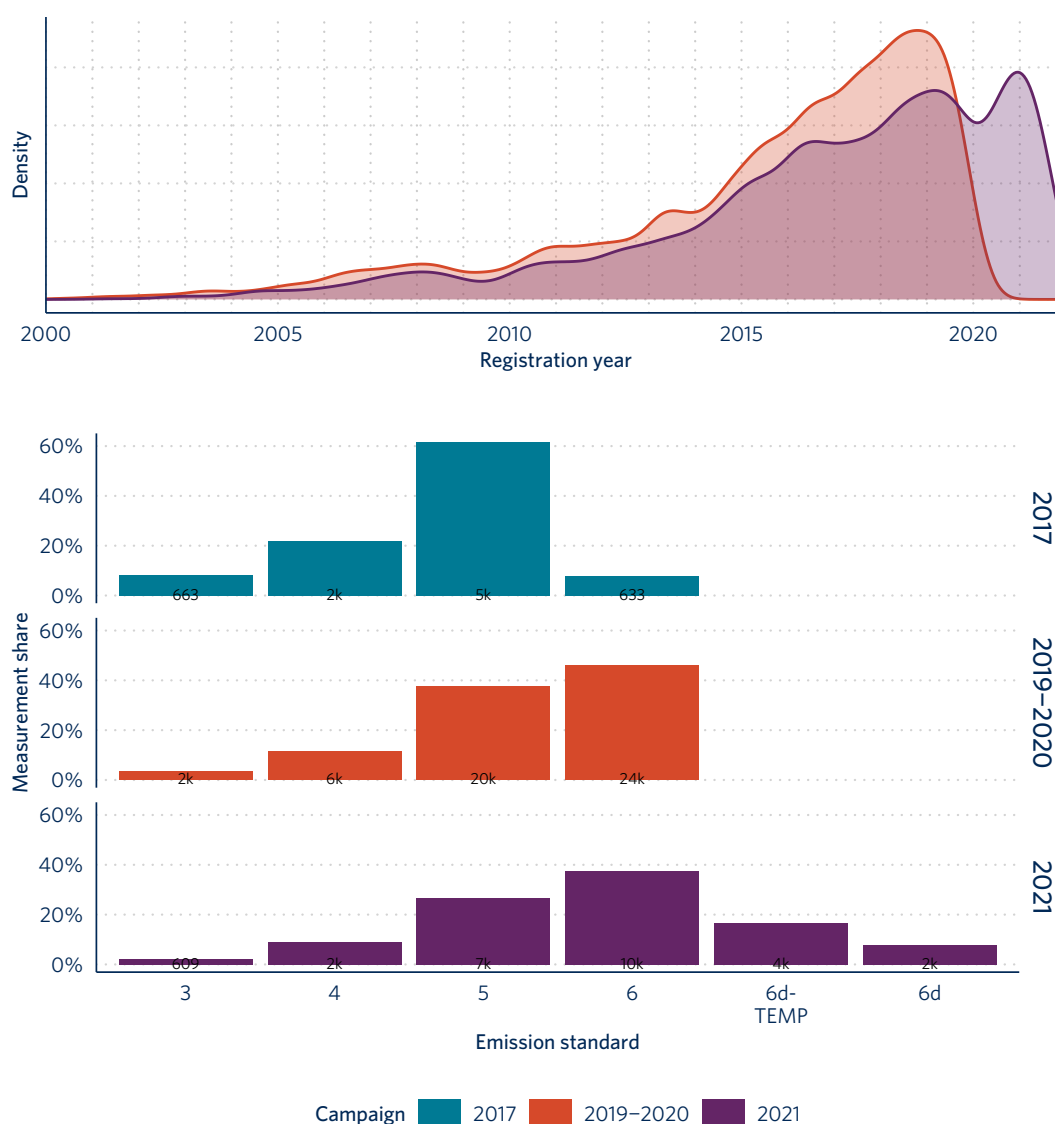 Density
2000 2005 2010 2015 2020
Registration year
Measurement share
60%
40%
20%
0%
663 2k 5k 633
2017
60%
40%
20%
0%
2k 6k 20k 24k
2019–2020
60%
40%
20%
0%
609 2k 7k 10k 4k 2k
2021
3 4 5 6 6d- 6d
TEMP
Emission standard
Campaign 2017 2019–2020 2021